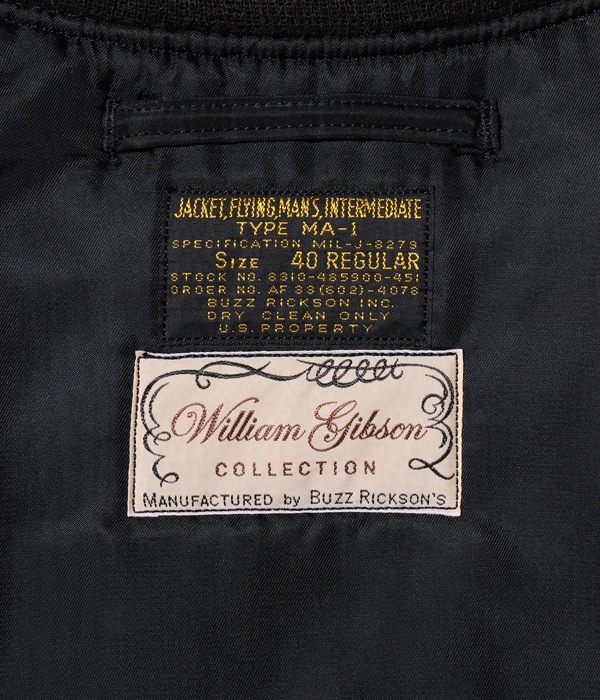 JACKET, FLYING, MAN'S, INTERMEDIATE
TYPE MA-1
SPECIFICATION MIL-J-8279
SIZE 40 REGULAR
STOCK NO. 8310-485900-451
ORDER NO. AF 33(602)-4078
BUZZ RICKSON INC.
DRY CLEAN ONLY
U.S. PROPERTY
William Gibson
COLLECTION
MANUFACTURED by BUZZ RICKSON'S